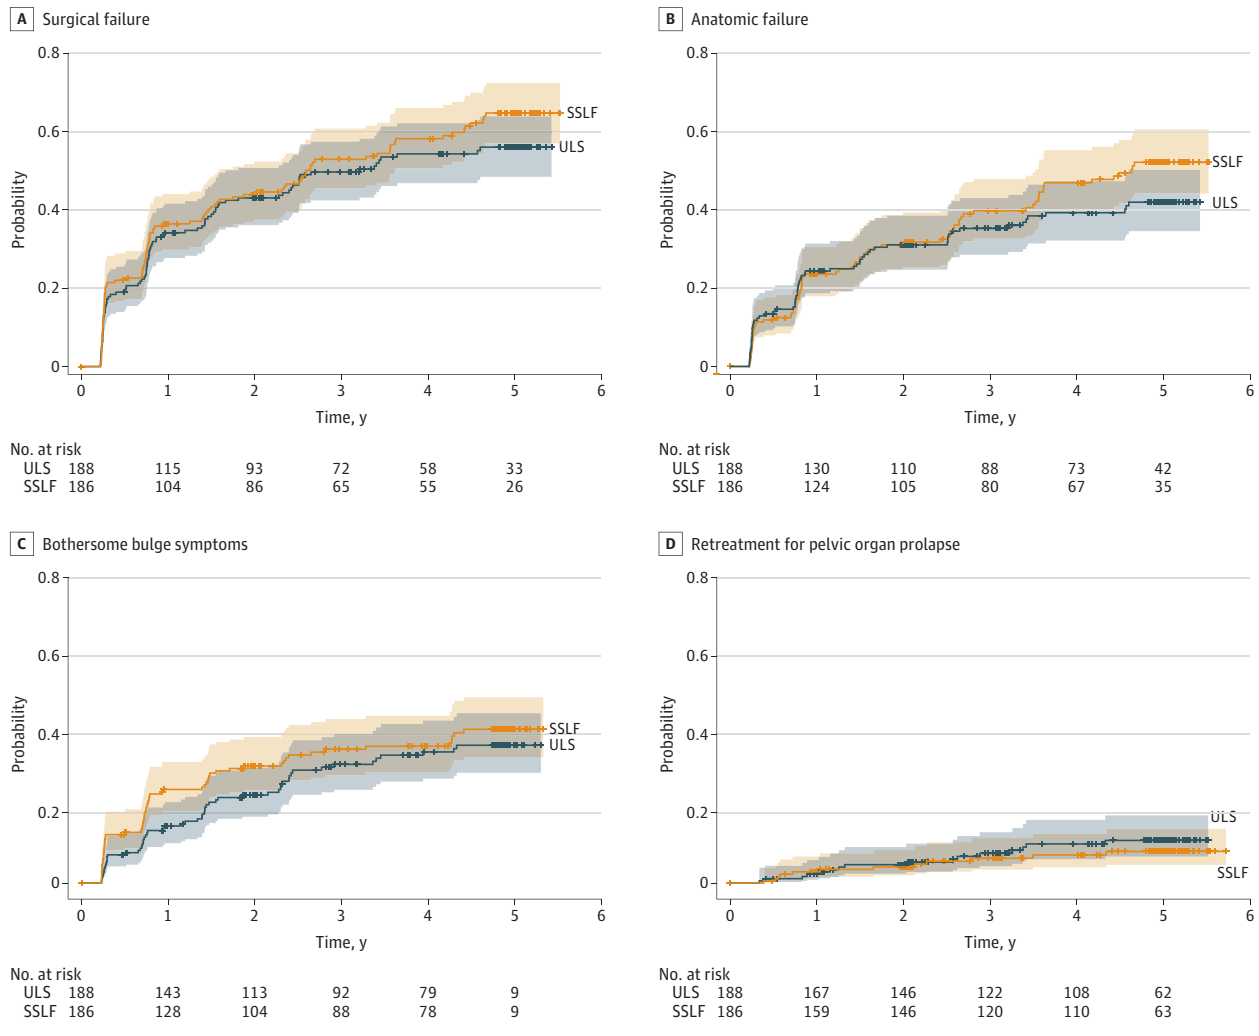 A Surgical failure
0.8
0.6
0.4
0.2
0
Probability
SSLF
ULS
0 1 2 3 4 5 6
Time, y
No. at risk
ULS 188 115 93 72 58 33
SSLF 186 104 86 65 55 26
B Anatomic failure
0.8
0.6
0.4
0.2
0
Probability
SSLF
ULS
0 1 2 3 4 5 6
Time, y
No. at risk
ULS 188 130 110 88 73 42
SSLF 186 124 105 80 67 35
C Bothersome bulge symptoms
0.8
0.6
0.4
0.2
0
Probability
SSLF
ULS
0 1 2 3 4 5 6
Time, y
No. at risk
ULS 188 143 113 92 79 9
SSLF 186 128 104 88 78 9
D Retreatment for pelvic organ prolapse
0.8
0.6
0.4
0.2
0
Probability
ULS
SSLF
0 1 2 3 4 5 6
Time, y
No. at risk
ULS 188 167 146 122 108 62
SSLF 186 159 146 120 110 63